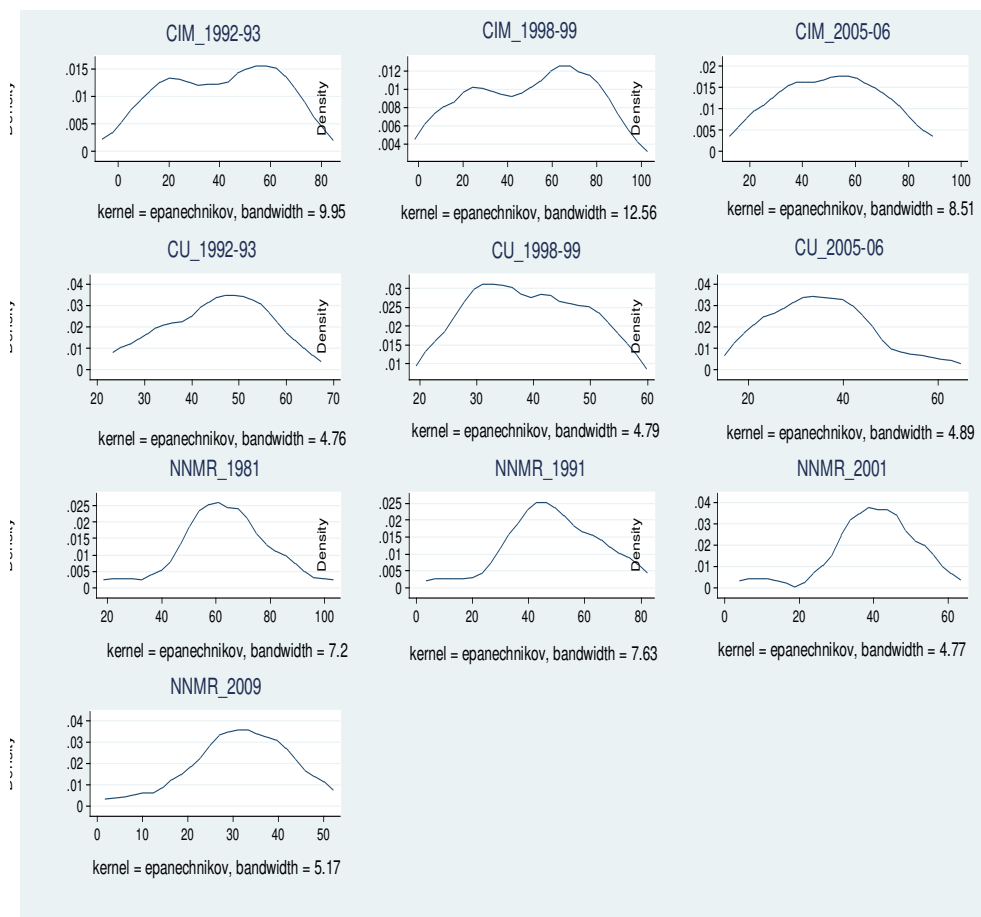 CIM_1992-93
CIM_1998-99
CIM_2005-06
Density
.015
.01
.005
0
0 20 40 60 80
kernel = epanechnikov, bandwidth = 9.95
Density
.012
.01
.008
.006
.004
0 20 40 60 80 100
kernel = epanechnikov, bandwidth = 12.56
Density
.02
.015
.01
.005
0
20 40 60 80 100
kernel = epanechnikov, bandwidth = 8.51
CU_1992-93
CU_1998-99
CU_2005-06
Density
.04
.03
.02
.01
0
20 30 40 50 60 70
kernel = epanechnikov, bandwidth = 4.76
.03
.025
.02
.015
.01
20 30 40 50 60
kernel = epanechnikov, bandwidth = 4.79
Density
.04
.03
.02
.01
0
20 40 60
kernel = epanechnikov, bandwidth = 4.89
NNMR_1981
NNMR_1991
NNMR_2001
Density
.025
.02
.015
.01
.005
0
20 40 60 80 100
kernel = epanechnikov, bandwidth = 7.2
.025
.02
.015
.01
.005
0
0 20 40 60 80
kernel = epanechnikov, bandwidth = 7.63
Density
.04
.03
.02
.01
0
0 20 40 60
kernel = epanechnikov, bandwidth = 4.77
NNMR_2009
.04
.03
.02
.01
0
0 10 20 30 40 50
kernel = epanechnikov, bandwidth = 5.17